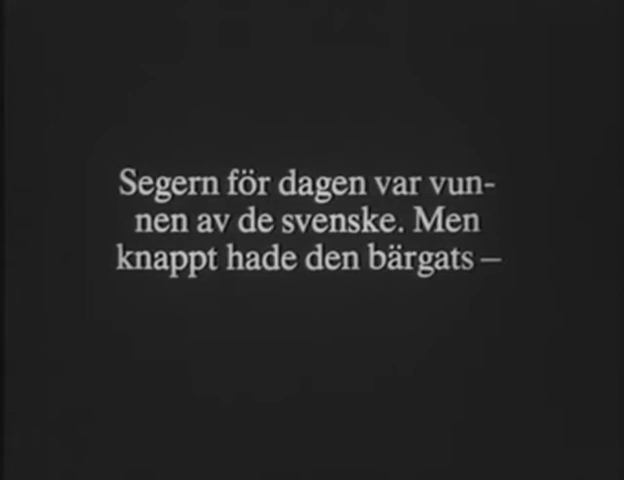 Segern för dagen var vun-
nen av de svenske. Men
knappt hade den bärgats –